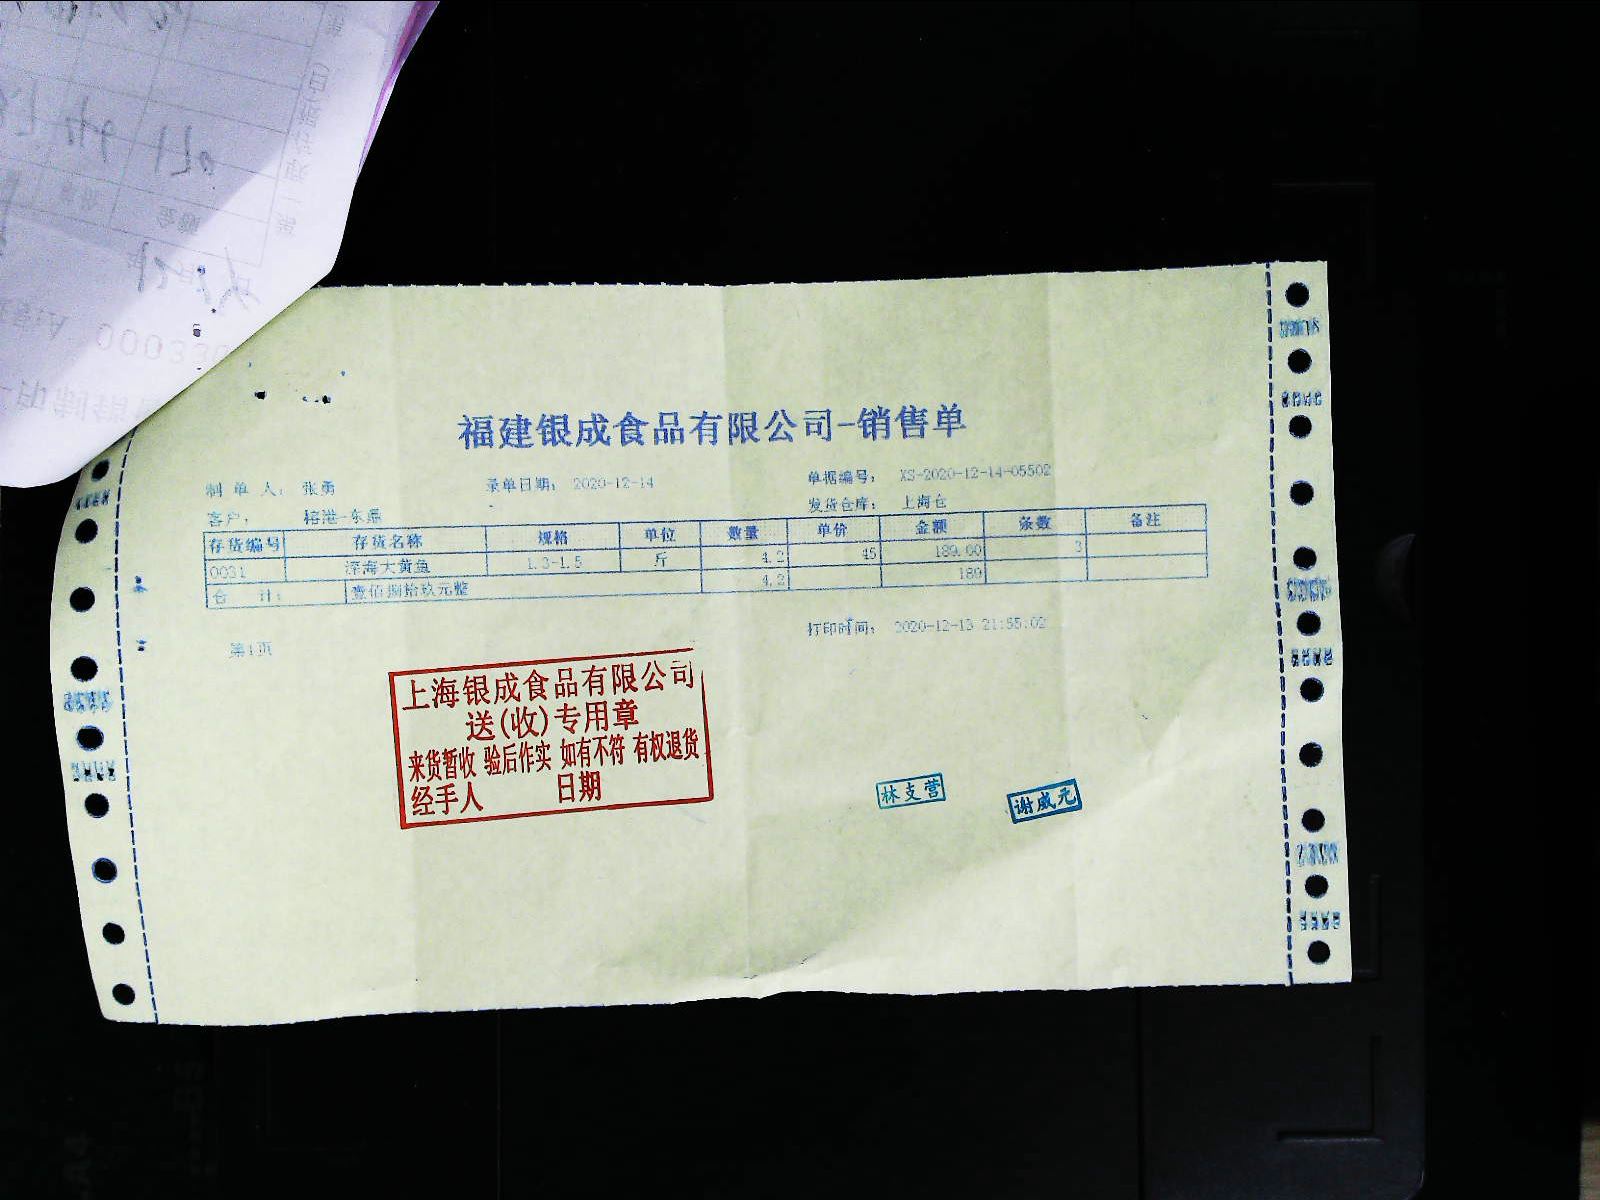 福建银成食品有限公司-销售单
制 单 人： 张勇 录单日期： 2020-12-14 单据编号： XS-2020-12-14-05502
客户： 榕港-东鼎 发货仓库： 上海仓
存货编号 存货名称 规格 单位 数量 单价 金额 条数 备注
0031 深海大黄鱼 1.3-1.5 斤 4.2 45 189.00 3
合 计： 壹佰捌拾玖元整 4.2 189
第1页 打印时间： 2020-12-13 21:55:02
上海银成食品有限公司
送(收)专用章
来货暂收 验后作实 如有不符 有权退货
经手人 日期
林支营
谢威元